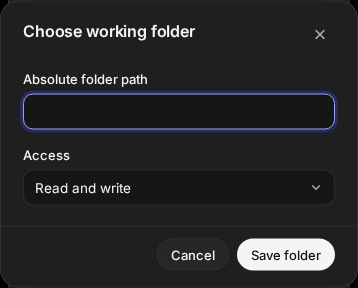 Choose working folder
Absolute folder path
Access
Read and write
Cancel
Save folder